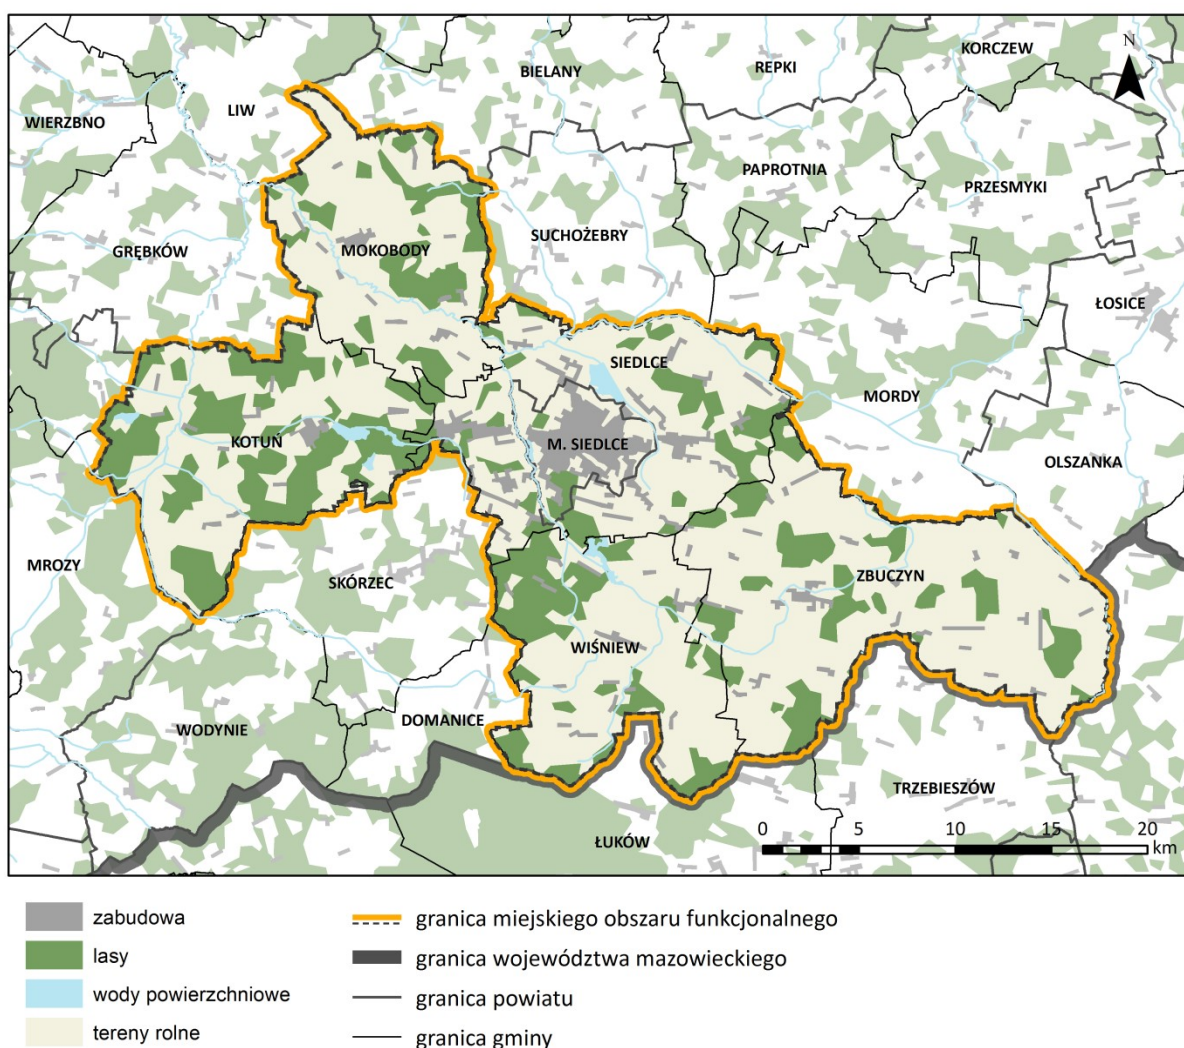 KORCZEW
N
BIELANY
REPKI
LIW
WIERZBNO
PAPROTNIA
PRZESMYKI
SUCHOŻEBRY
MOKOBODY
GRĘBKÓW
ŁOSICE
SIEDLCE
MORDY
KOTUŃ
M. SIEDLCE
OLSZANKA
MROZY
SKÓRZEC
ZBUCZYN
WIŚNIEW
DOMANICE
WODYNIE
TRZEBIESZÓW
ŁUKÓW
0 5 10 15 20
km
zabudowa
lasy
wody powierzchniowe
tereny rolne
granica miejskiego obszaru funkcjonalnego
granica województwa mazowieckiego
granica powiatu
granica gminy